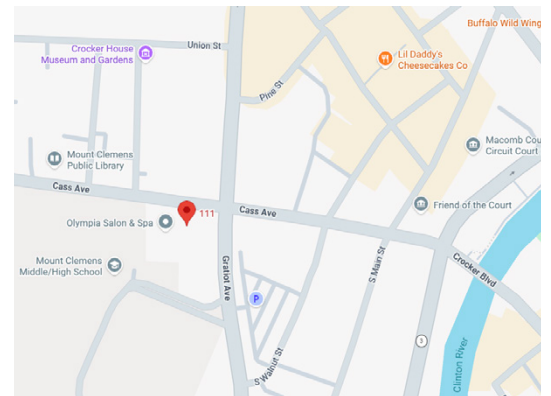 Buffalo Wild Wing
Crocker House
Museum and Gardens
Union St
Lil Daddy's
Cheesecakes Co
Pine St
Macomb Cou
Circuit Court
Mount Clemens
Public Library
Cass Ave
Friend of the Court
111
Cass Ave
Olympia Salon & Spa
Mount Clemens
Middle/High School
Gratiot Ave
S Main St
Crocker Blvd
P
3
S Walnut St
Clinton River